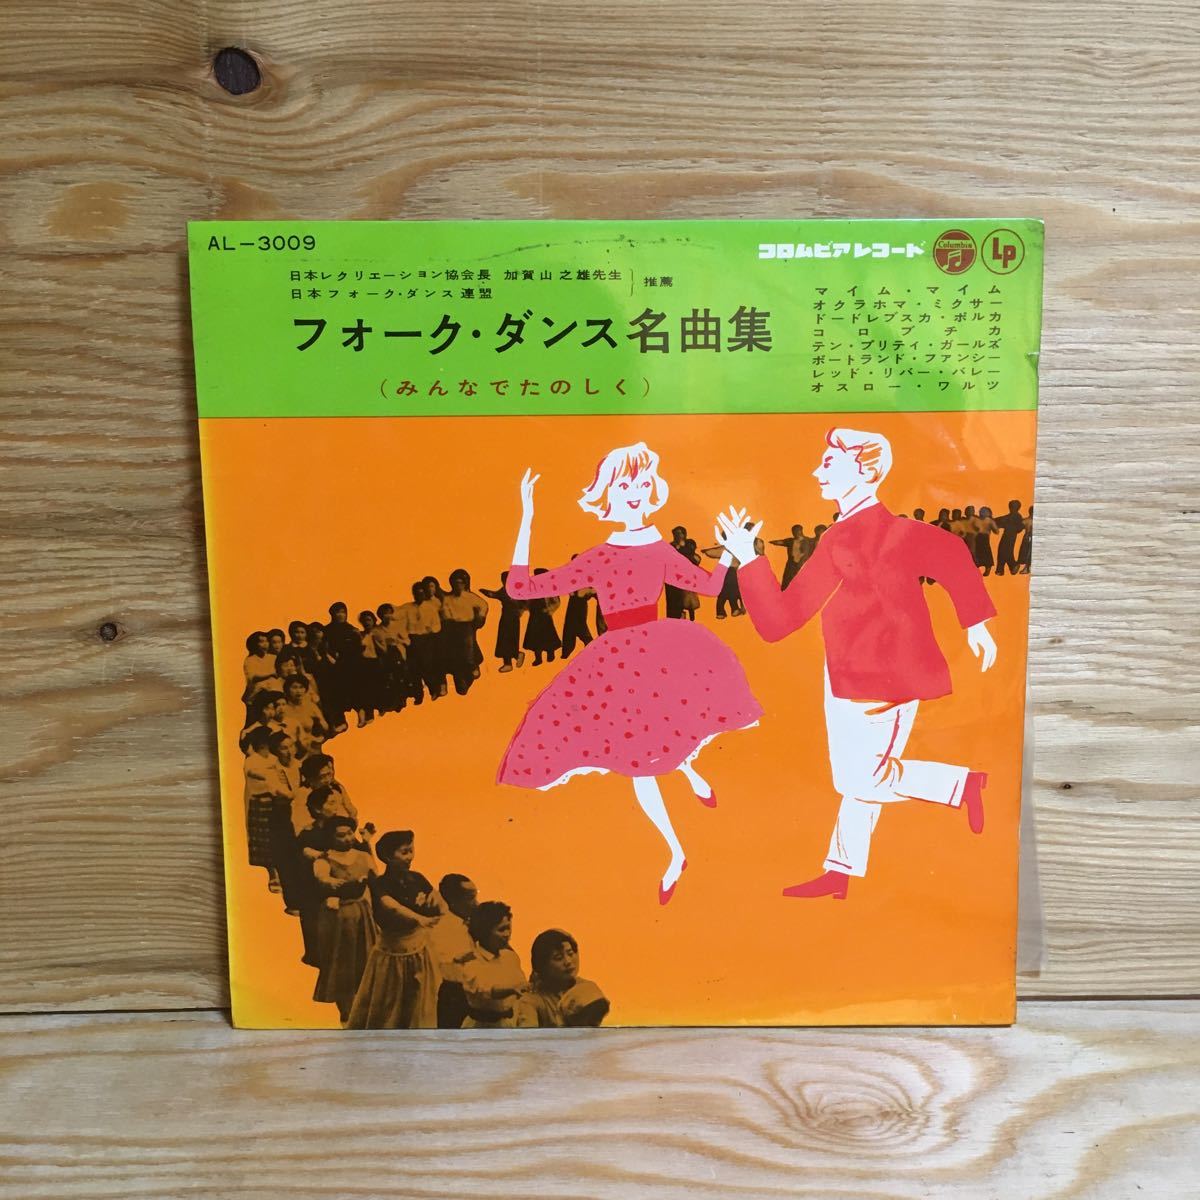 AL-3009
コロムビアレコード
Columbia
LP
日本レクリエーション協会長 加賀山之雄先生
日本フォーク・ダンス連盟
推薦
フォーク・ダンス名曲集
(みんなでたのしく)
マイム・マイム
オクラホマ・ミクサー
ドードレブスカ・ポルカ
コロブチカ
テン・プリティ・ガールズ
ポートランド・ファンシー
レッド・リバー・バレー
オスロー・ワルツ